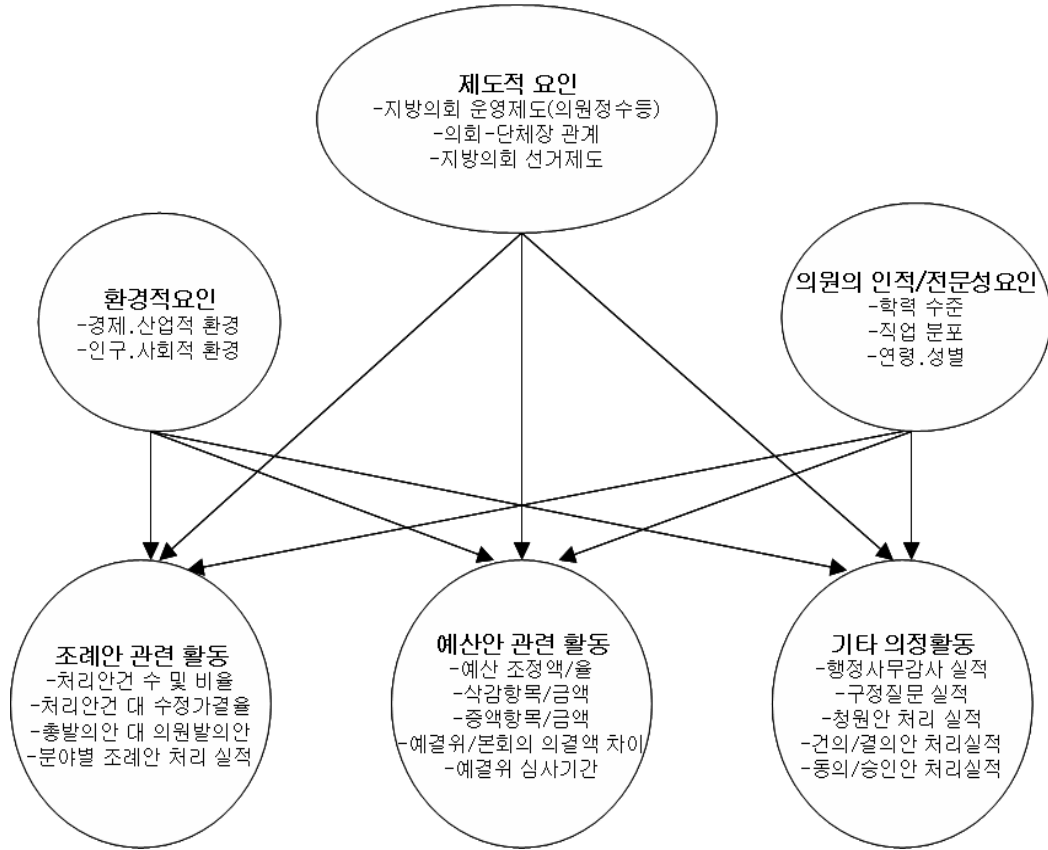 제도적 요인
-지방의회 운영제도(의원정수등)
-의회-단체장 관계
-지방의회 선거제도
환경적요인
-경제.산업적 환경
-인구.사회적 환경
의원의 인적/전문성요인
-학력 수준
-직업 분포
-연령.성별
조례안 관련 활동
-처리안건 수 및 비율
-처리안건 대 수정가결율
-총발의안 대 의원발의안
-분야별 조례안 처리 실적
예산안 관련 활동
-예산 조정액/율
-삭감항목/금액
-증액항목/금액
-예결위/본회의 의결액 차이
-예결위 심사기간
기타 의정활동
-행정사무감사 실적
-구정질문 실적
-청원안 처리 실적
-건의/결의안 처리실적
-동의/승인안 처리실적